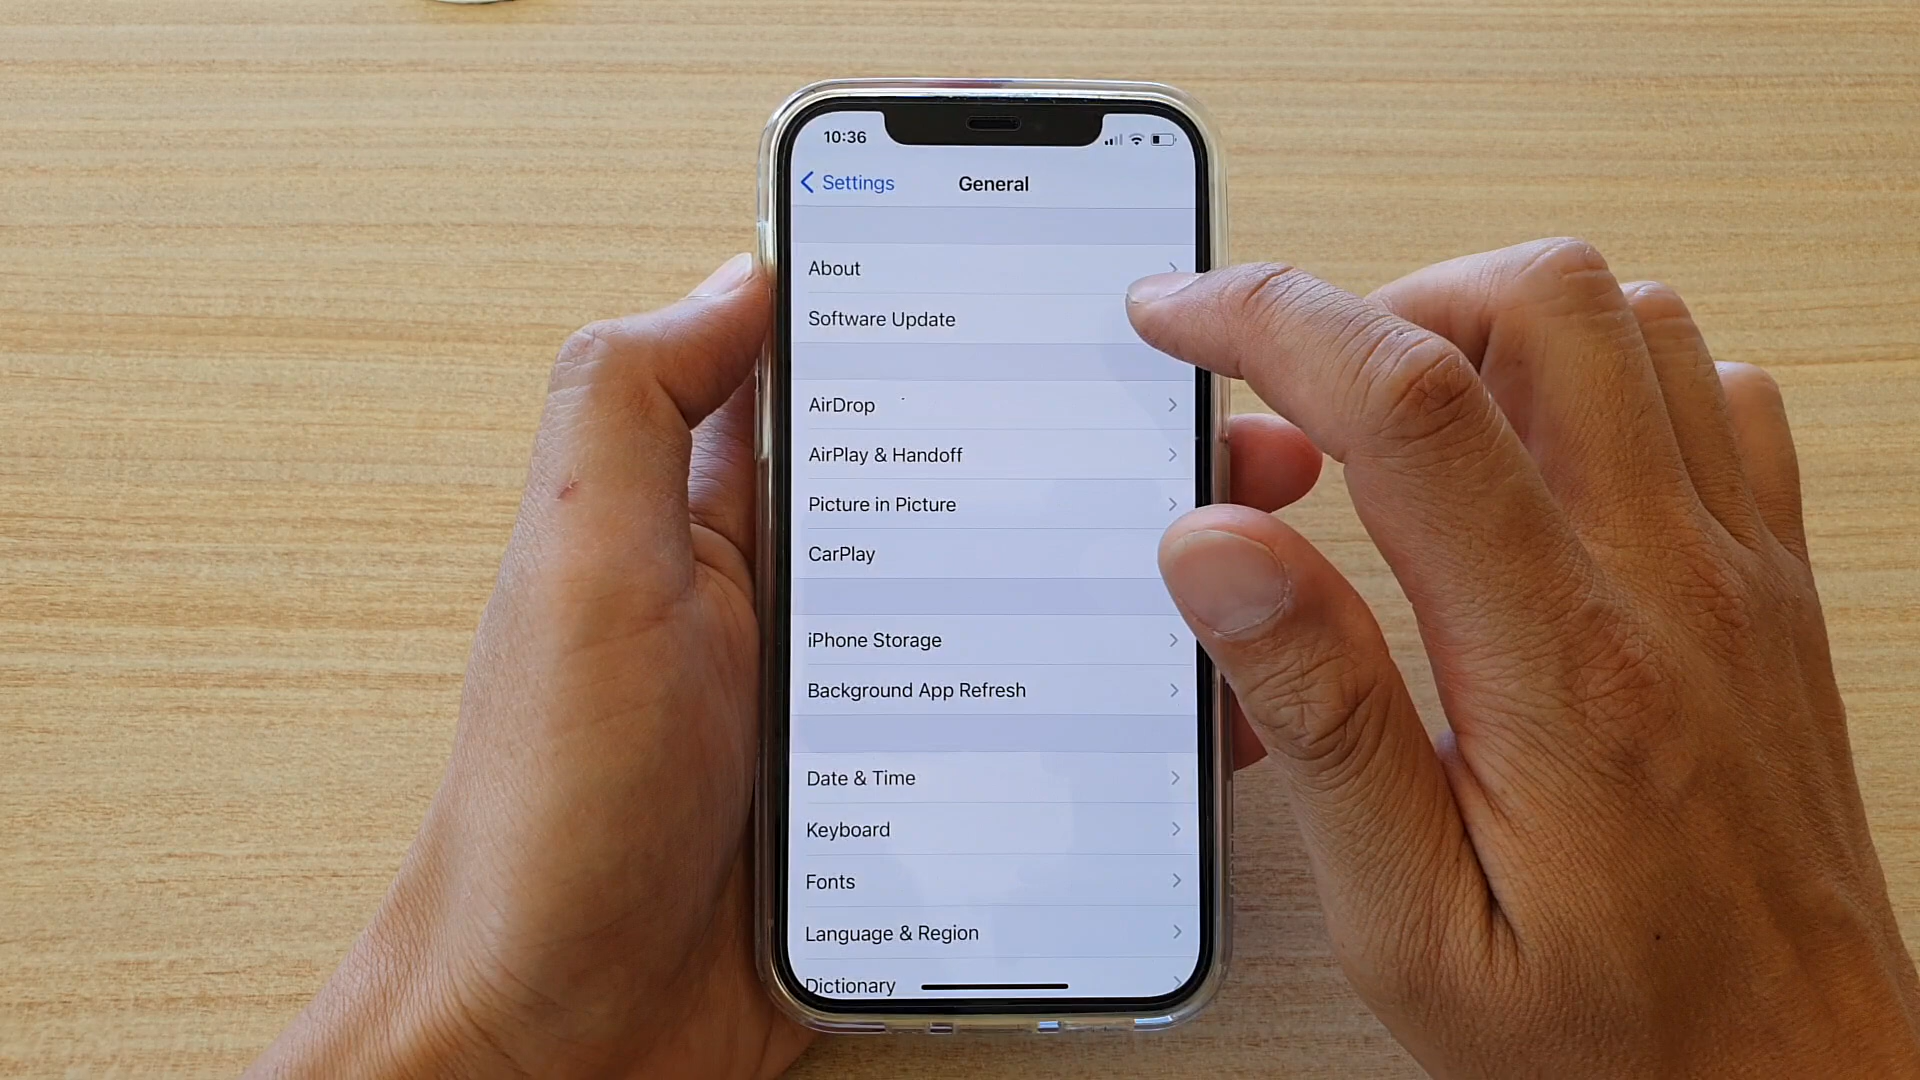 10:36
Settings General
About
Software Update
AirDrop
AirPlay & Handoff
Picture in Picture
CarPlay
iPhone Storage
Background App Refresh
Date & Time
Keyboard
Fonts
Language & Region
Dictionary